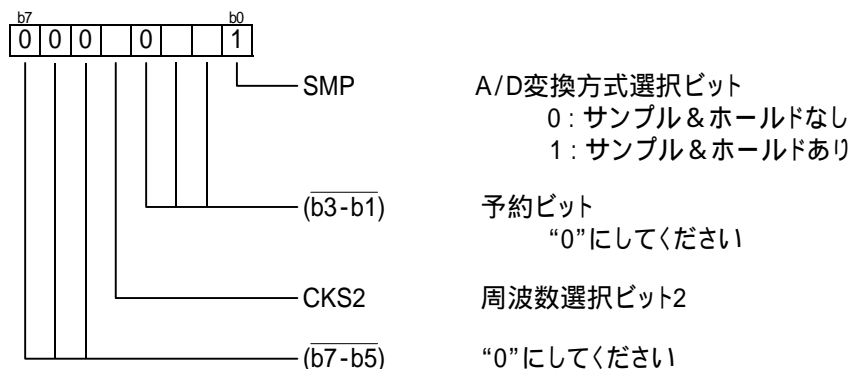 b7 b0
0 0 0 0 1
SMP A/D変換方式選択ビット
0 : サンプル＆ホールドなし
1 : サンプル＆ホールドあり
(b3-b1) 予約ビット
“0”にしてください
CKS2 周波数選択ビット2
(b7-b5) “0”にしてください